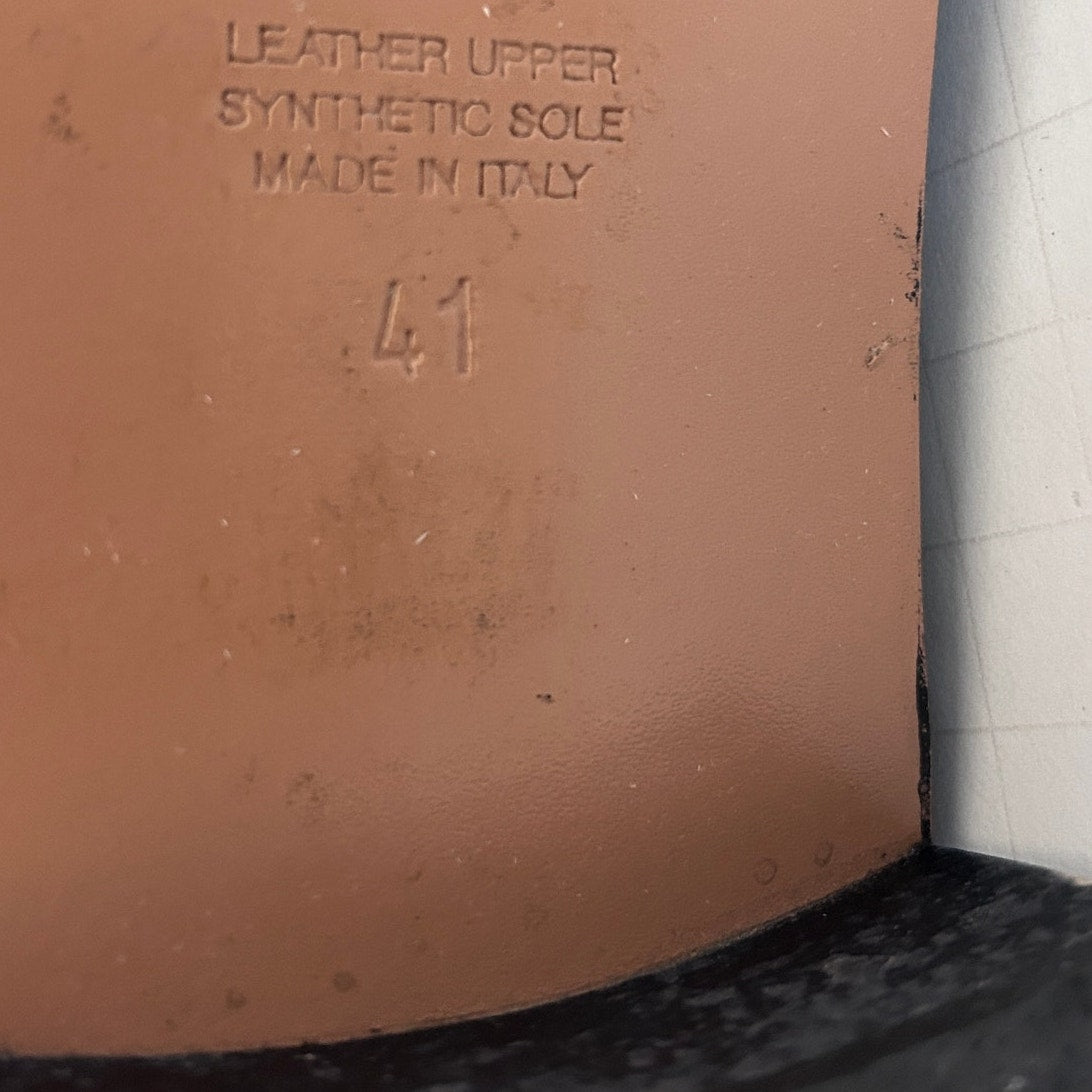 LEATHER UPPER
SYNTHETIC SOLE
MADE IN ITALY
41